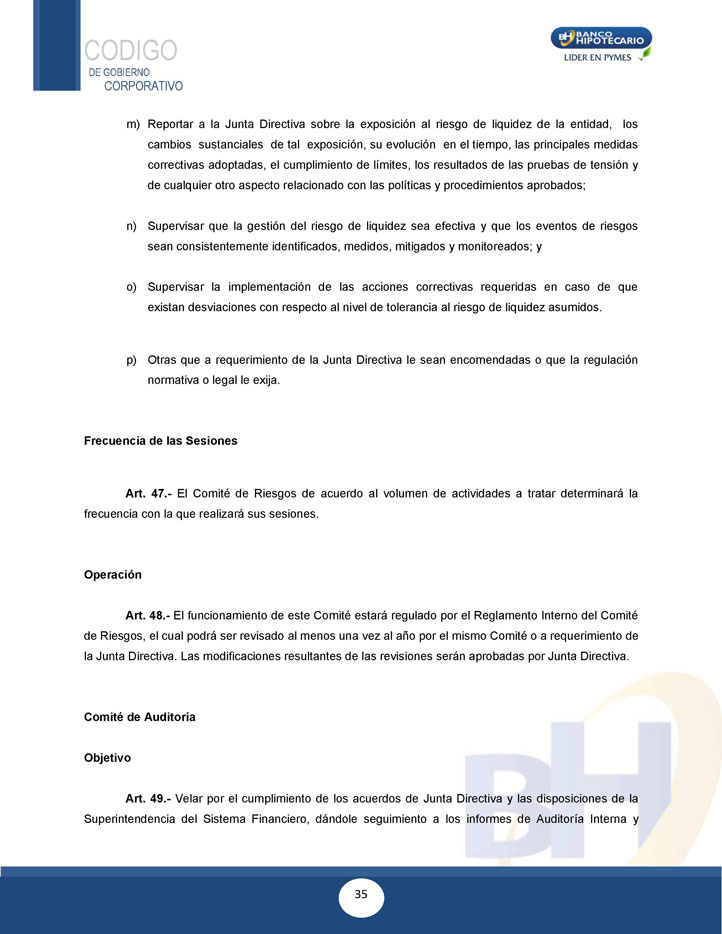 CODIGO
DE GOBIERNO
CORPORATIVO
BH BANCO
HIPOTECARIO
LIDER EN PYMES
m) Reportar a la Junta Directiva sobre la exposición al riesgo de liquidez de la entidad, los
cambios sustanciales de tal exposición, su evolución en el tiempo, las principales medidas
correctivas adoptadas, el cumplimiento de límites, los resultados de las pruebas de tensión y
de cualquier otro aspecto relacionado con las políticas y procedimientos aprobados;
n) Supervisar que la gestión del riesgo de liquidez sea efectiva y que los eventos de riesgos
sean consistentemente identificados, medidos, mitigados y monitoreados; y
o) Supervisar la implementación de las acciones correctivas requeridas en caso de que
existan desviaciones con respecto al nivel de tolerancia al riesgo de liquidez asumidos.
p) Otras que a requerimiento de la Junta Directiva le sean encomendadas o que la regulación
normativa o legal le exija.
Frecuencia de las Sesiones
Art. 47.- El Comité de Riesgos de acuerdo al volumen de actividades a tratar determinará la
frecuencia con la que realizará sus sesiones.
Operación
Art. 48.- El funcionamiento de este Comité estará regulado por el Reglamento Interno del Comité
de Riesgos, el cual podrá ser revisado al menos una vez al año por el mismo Comité o a requerimiento de
la Junta Directiva. Las modificaciones resultantes de las revisiones serán aprobadas por Junta Directiva.
Comité de Auditoría
Objetivo
Art. 49.- Velar por el cumplimiento de los acuerdos de Junta Directiva y las disposiciones de la
Superintendencia del Sistema Financiero, dándole seguimiento a los informes de Auditoría Interna y
BH
35